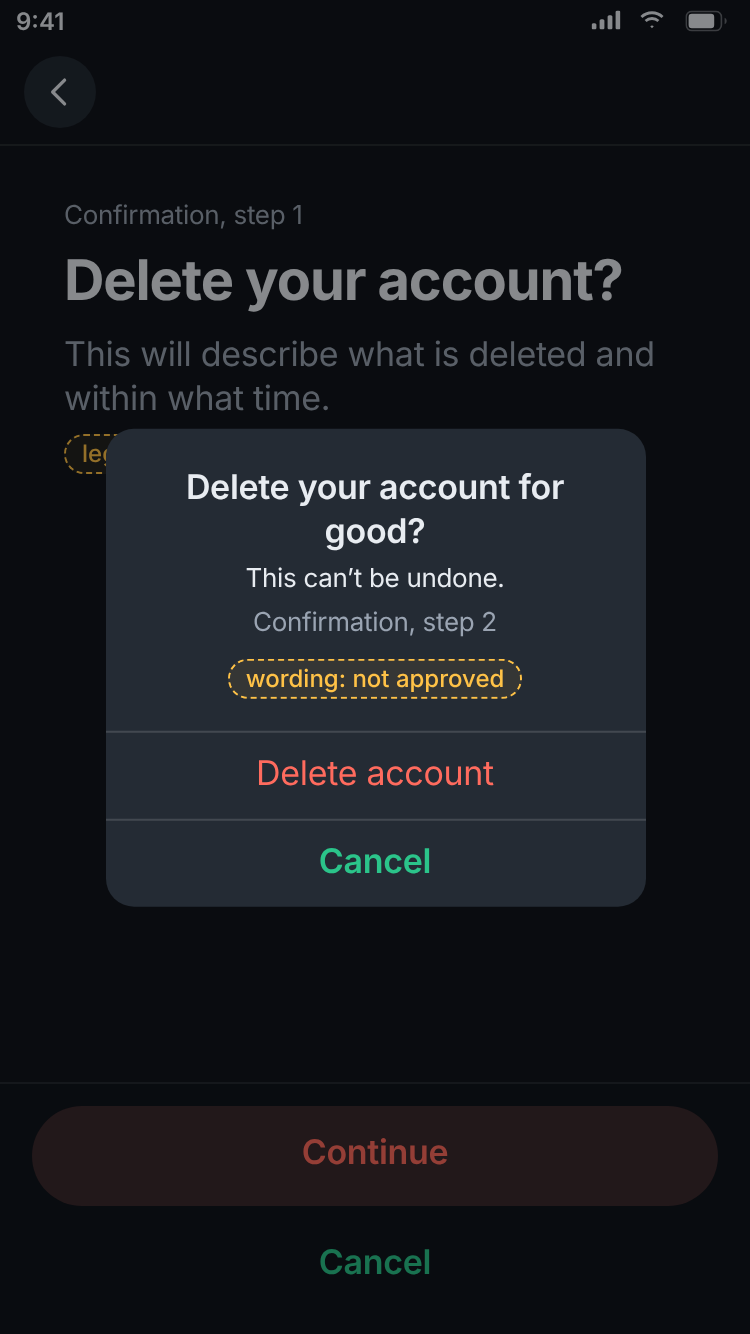 9:41
Confirmation, step 1
Delete your account?
This will describe what is deleted and
within what time.
Delete your account for
good?
This can’t be undone.
Confirmation, step 2
wording: not approved
Delete account
Cancel
Continue
Cancel